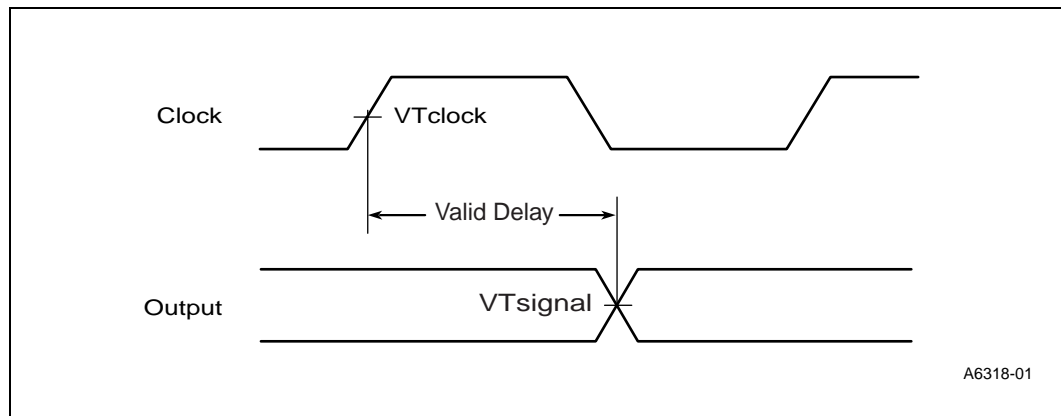 Clock
VTclock
Valid Delay
Output
VTsignal
A6318-01